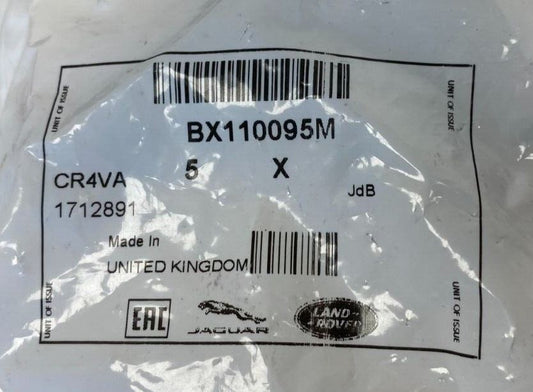 UNIT OF ISSUE
UNIT OF ISSUE
BX110095M
5 X
CR4VA
JdB
1712891
Made In
UNITED KINGDOM
UNIT OF ISSUE
UNIT OF ISSUE
EAC
JAGUAR
LAND-
-ROVER